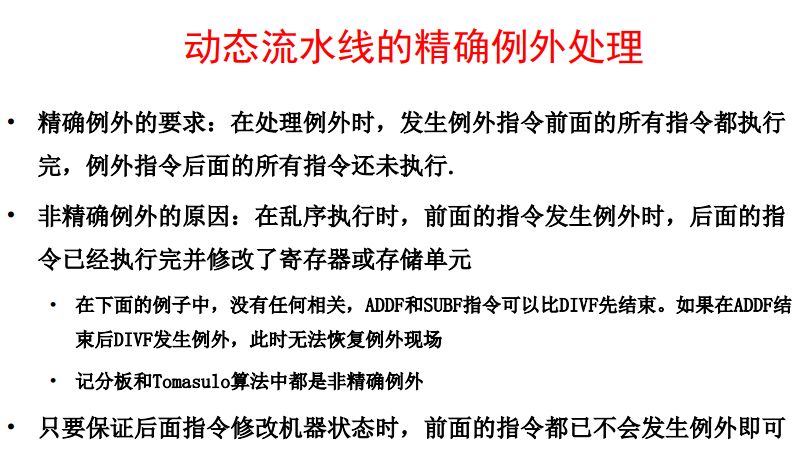 动态流水线的精确例外处理
• 精确例外的要求：在处理例外时，发生例外指令前面的所有指令都执行
完，例外指令后面的所有指令还未执行.
• 非精确例外的原因：在乱序执行时，前面的指令发生例外时，后面的指
令已经执行完并修改了寄存器或存储单元
• 在下面的例子中，没有任何相关，ADDF和SUBF指令可以比DIVF先结束。如果在ADDF结
束后DIVF发生例外，此时无法恢复例外现场
• 记分板和Tomasulo算法中都是非精确例外
• 只要保证后面指令修改机器状态时，前面的指令都已不会发生例外即可